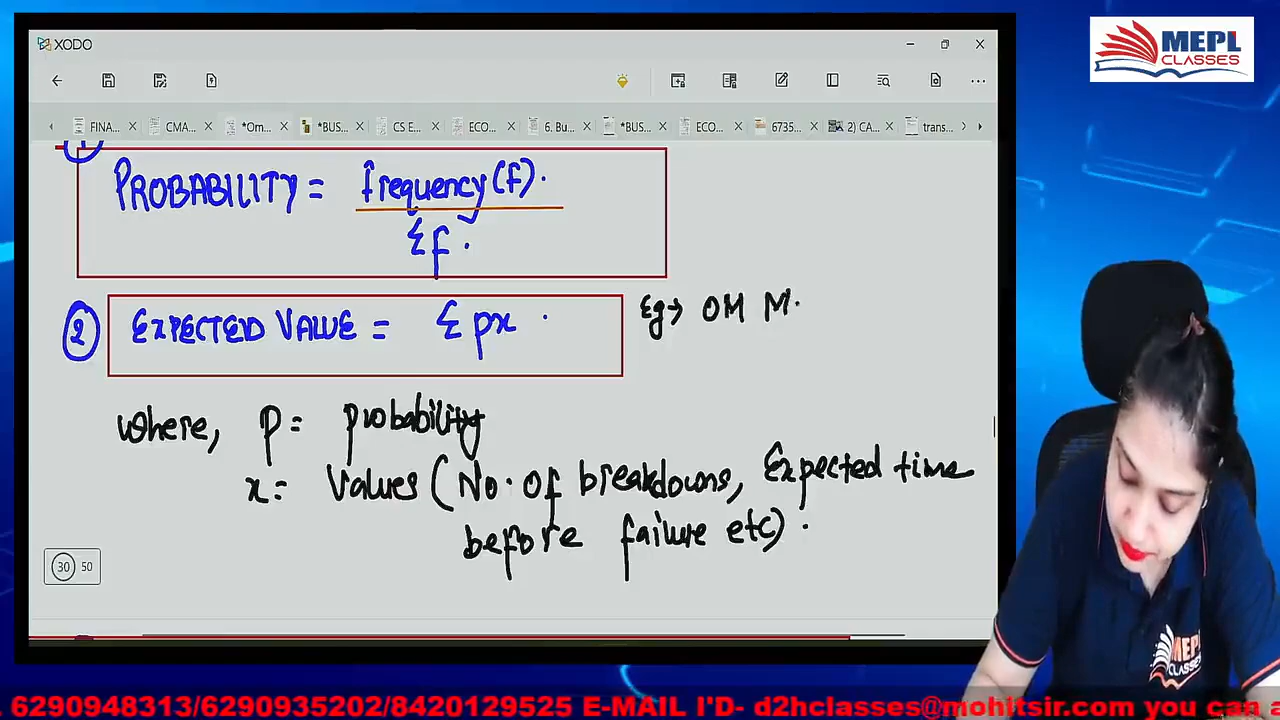 XODO
MEPL
CLASSES
FINA...
CMA...
*Om...
*BUS...
CS E...
ECO...
6. Bu...
*BUS...
ECO...
6735...
2) CA...
trans...
PROBABILITY = frequency (f).
Σf.
② EXPECTED VALUE = Σ px .
Eg→ OM M.
where, p = probability
x = Values (No. of breakdowns, Expected time
before failure etc) .
30 50
MEPL
CLASSES
6290948313/6290935202/8420129525 E-MAIL I'D- d2hclasses@mohitsir.com you can a